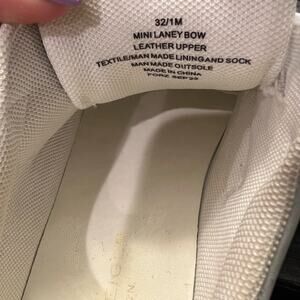 32/1M
MINI LANEY BOW
LEATHER UPPER
TEXTILE/MAN MADE LINING AND SOCK
MAN MADE OUTSOLE
MADE IN CHINA